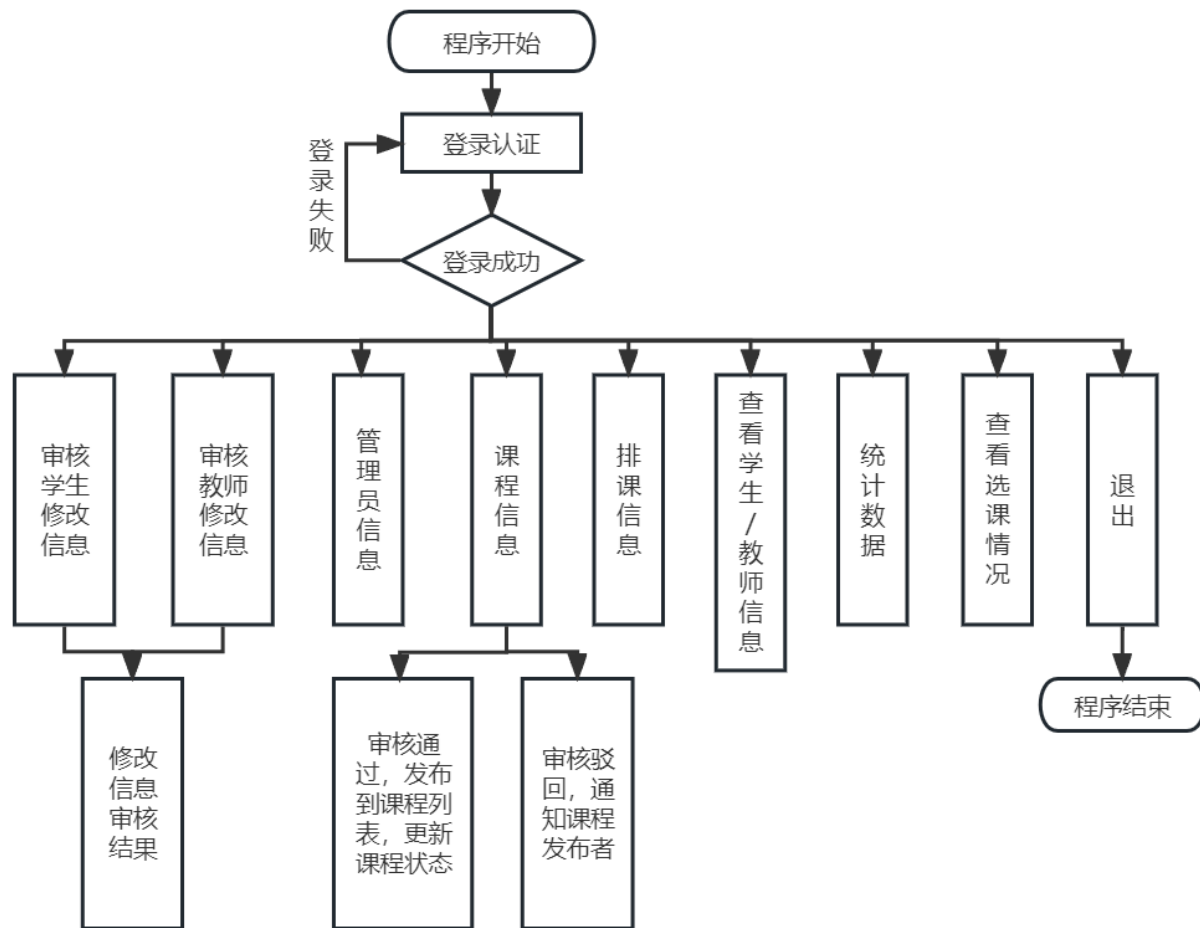 程序开始
登录认证
登录失败
登录成功
审核
学生
修改
信息
审核
教师
修改
信息
管理员信息
课程信息
排课信息
查看学生/教师信息
统计数据
查看选课情况
退出
修改
信息
审核
结果
审核通
过，发布
到课程列
表，更新
课程状态
审核驳
回，通
知课程
发布者
程序结束